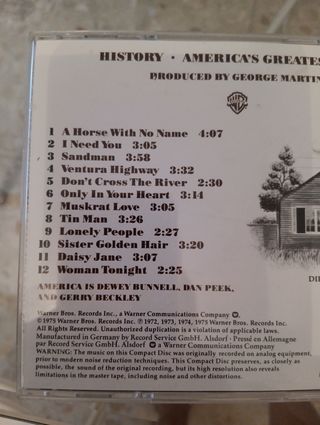 HISTORY · AMERICA'S GREATES
PRODUCED BY GEORGE MARTIN
1 A Horse With No Name 4:07
2 I Need You 3:05
3 Sandman 3:58
4 Ventura Highway 3:32
5 Don't Cross The River 2:30
6 Only In Your Heart 3:14
7 Muskrat Love 3:05
8 Tin Man 3:26
9 Lonely People 2:27
10 Sister Golden Hair 3:20
11 Daisy Jane 3:07
12 Woman Tonight 2:25
DI
AMERICA IS DEWEY BUNNELL, DAN PEEK,
AND GERRY BECKLEY
Warner Bros. Records Inc., a Warner Communications Company
©1975 Warner Bros. Records Inc. ℗ 1972, 1973, 1974, 1975 Warner Bros. Records Inc.
All Rights Reserved. Unauthorized duplication is a violation of applicable laws.
Manufactured in Germany by Record Service GmbH. Alsdorf · Pressé en Allemagne
par Record Service GmbH. Alsdorf a Warner Communications Company
WARNING: The music on this Compact Disc was originally recorded on analog equipment,
prior to modern noise reduction techniques. This Compact Disc preserves, as closely as
possible, the sound of the original recording, but its high resolution also reveals
limitations in the master tape, including noise and other distortions.